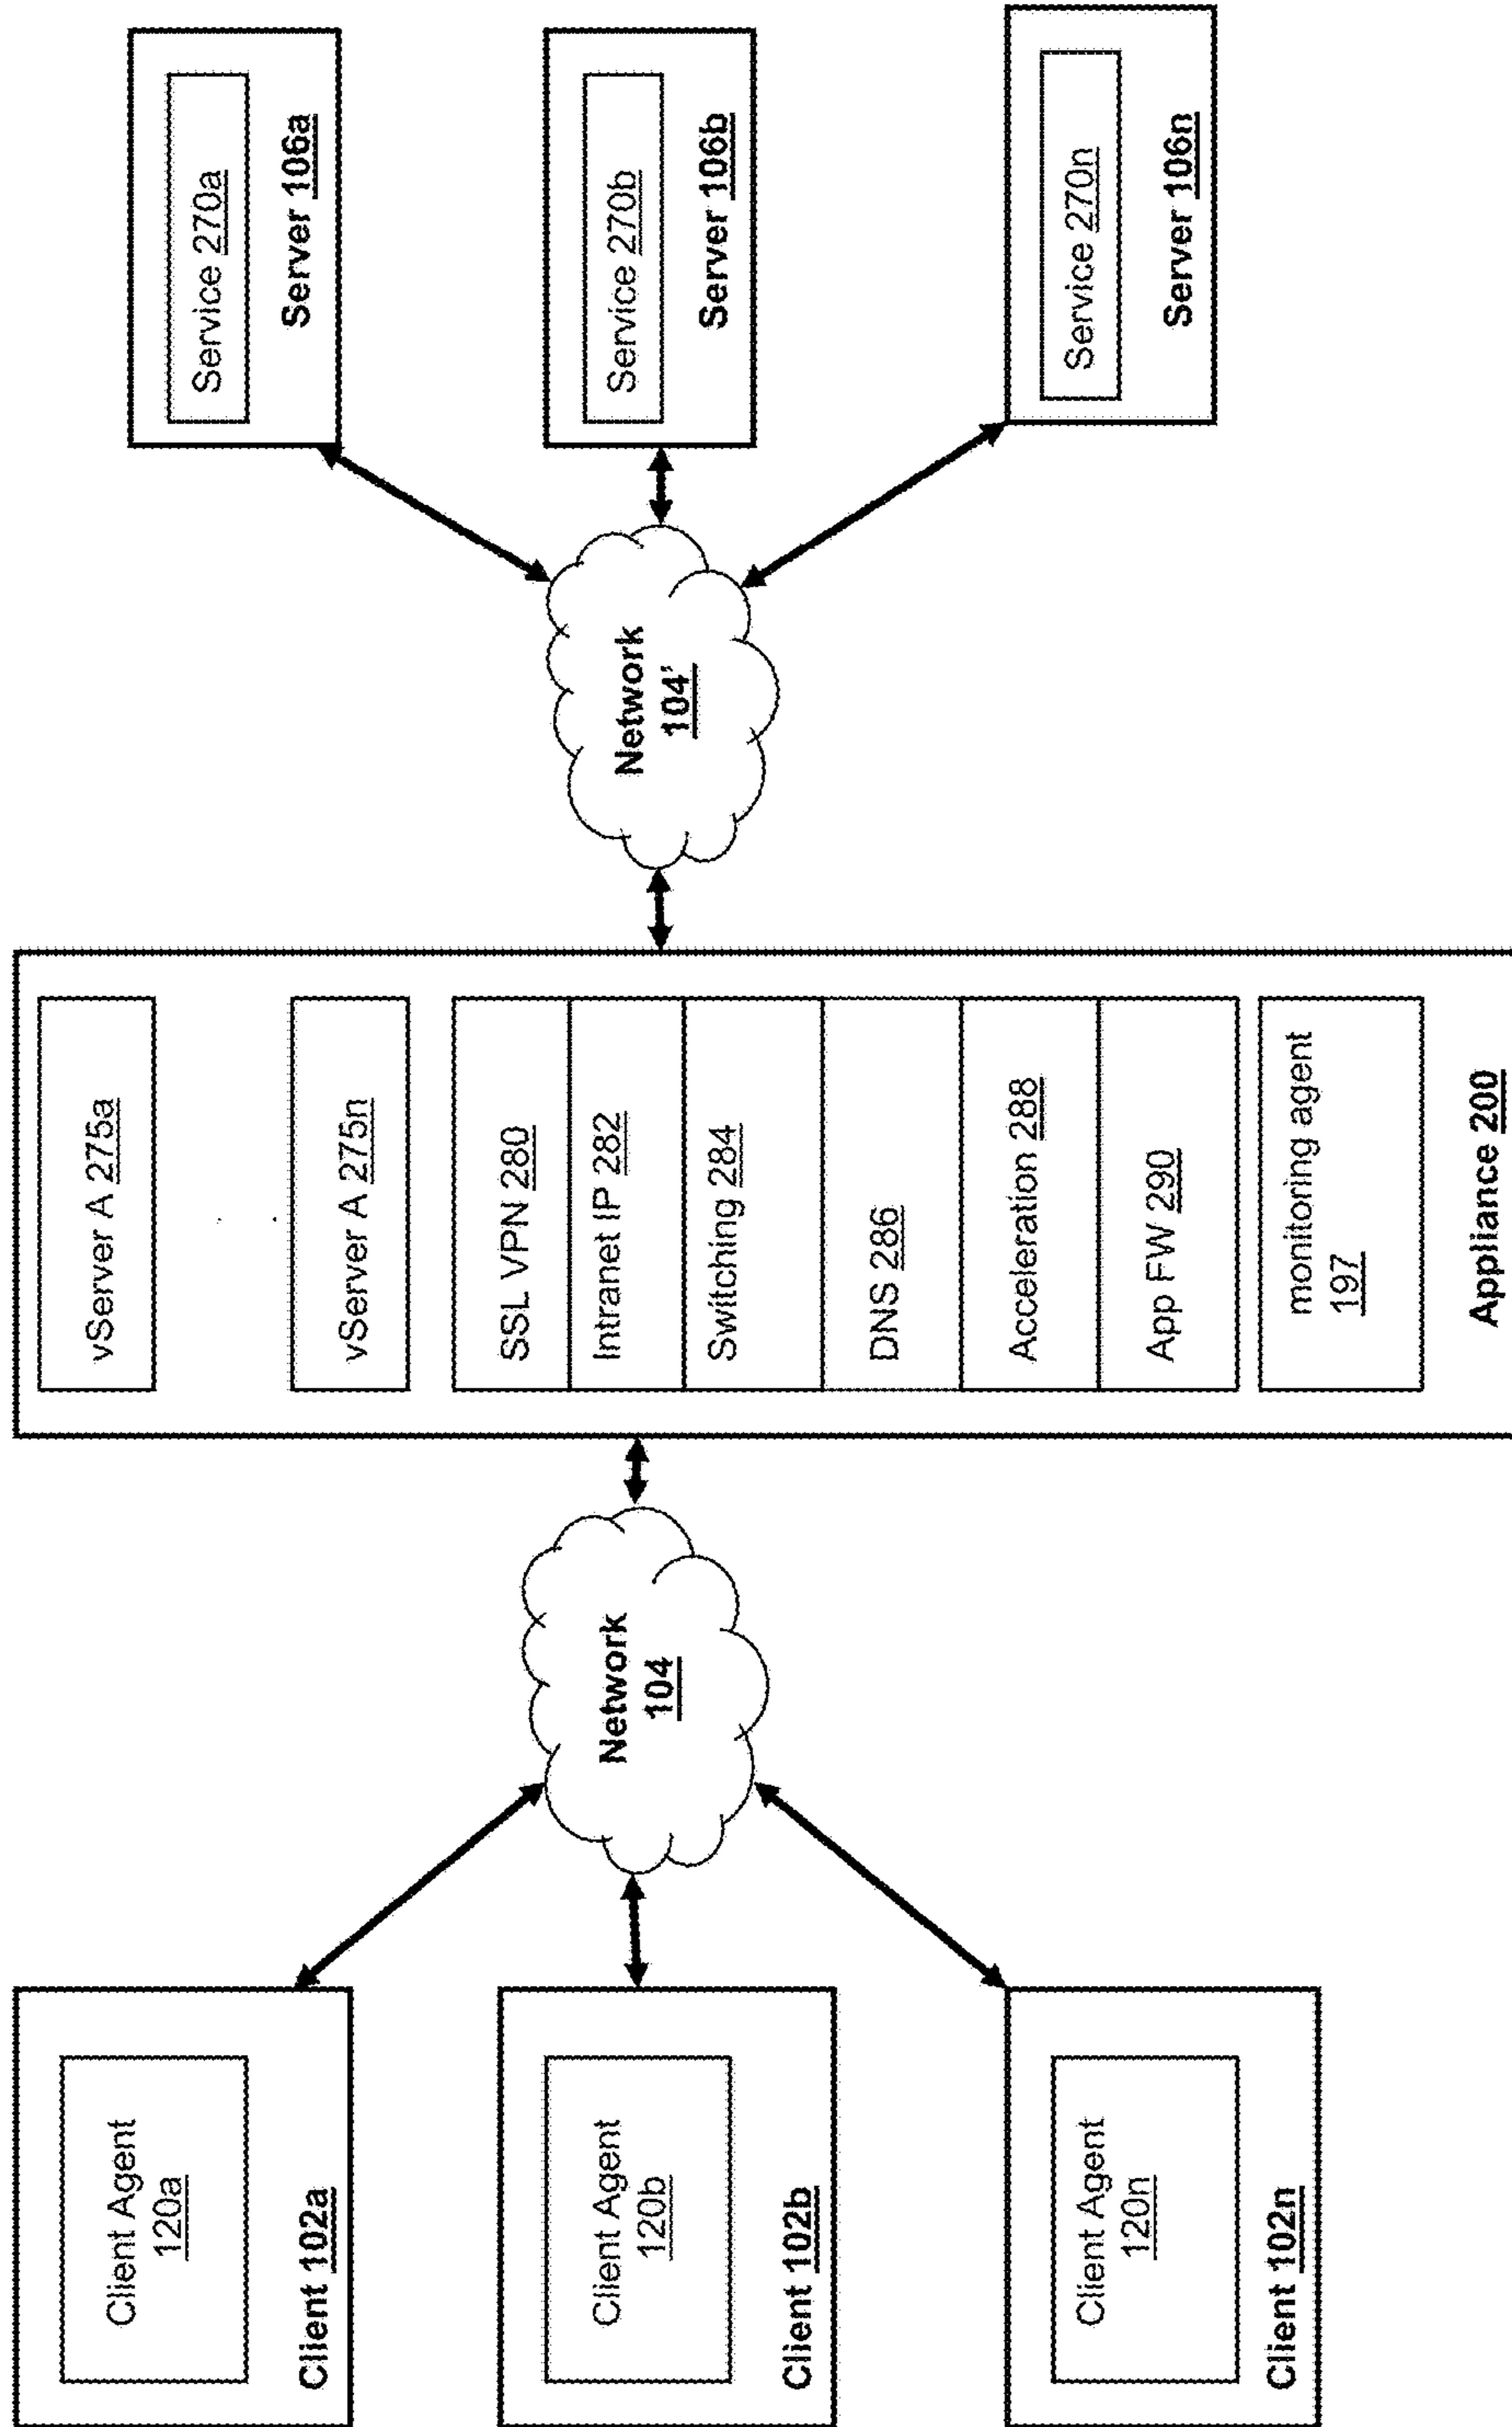 Client Agent
120a
Client 102a
Client Agent
120b
Client 102b
Client Agent
120n
Client 102n
Network
104
vServer A 275a
vServer A 275n
SSL VPN 280
Intranet IP 282
Switching 284
DNS 286
Acceleration 288
App FW 290
monitoring agent
197
Appliance 200
Network
104'
Service 270a
Server 106a
Service 270b
Server 106b
Service 270n
Server 106n